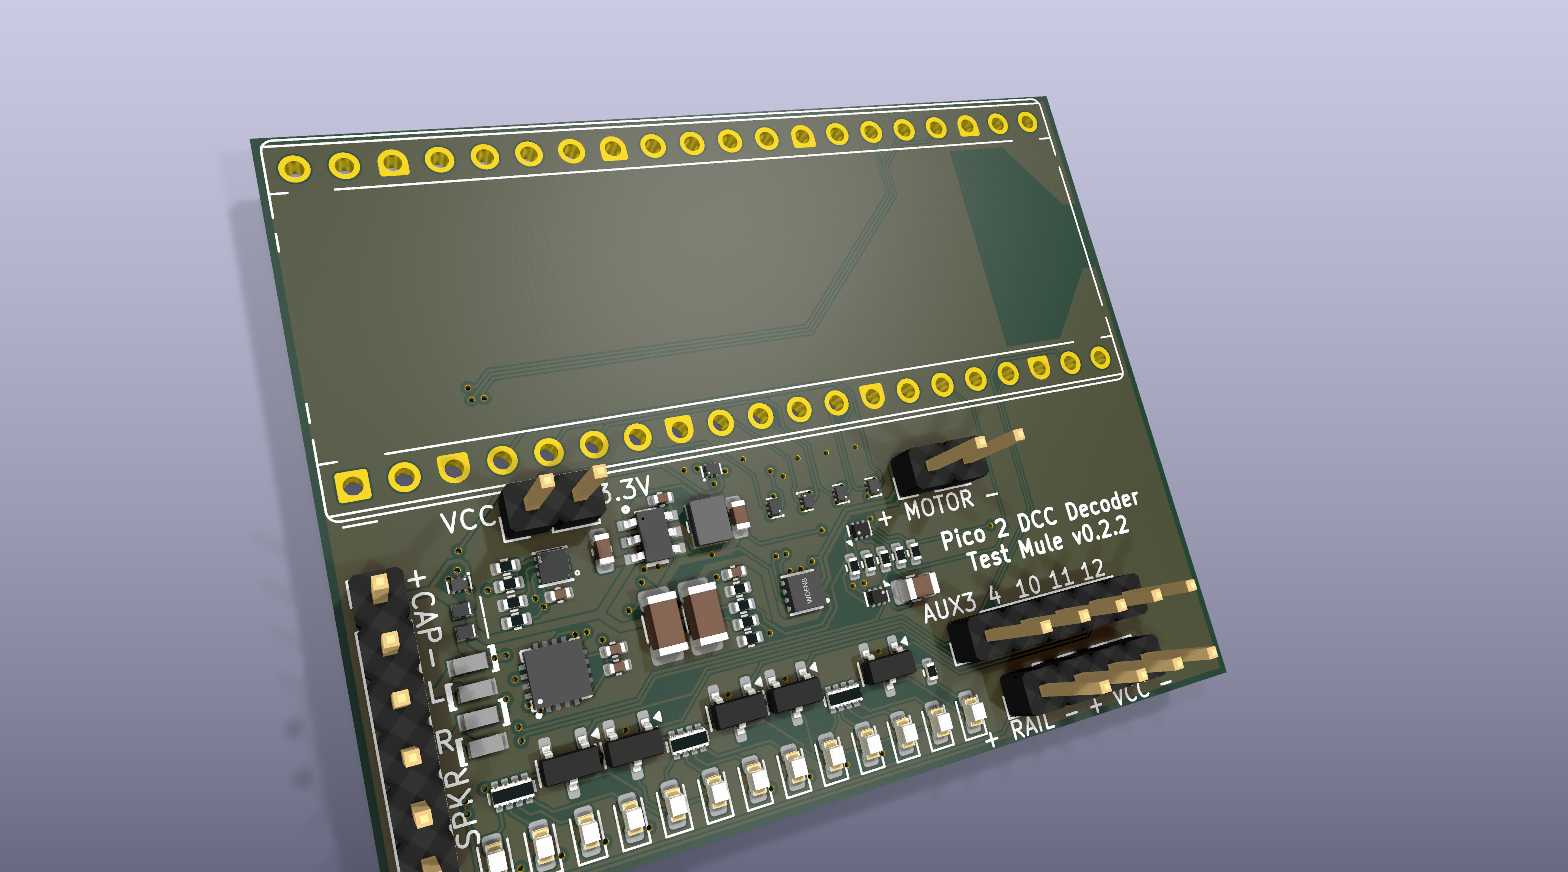 3.3V
VCC
+ MOTOR -
Pico 2 DCC Decoder
Test Mule v0.2.2
AUX3 4 10 11 12
+ RAIL - + VCC -
+
CAP-
L
R
SPKR